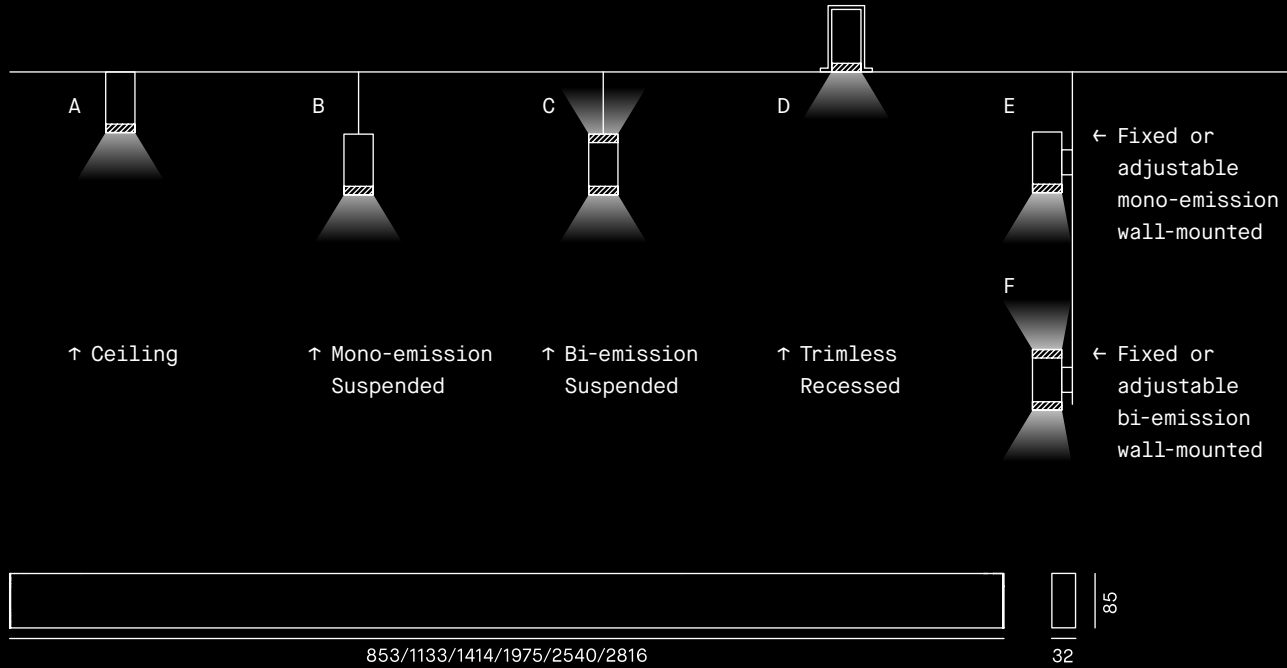 A
B
C
D
E
← Fixed or
adjustable
mono-emission
wall-mounted
F
↑ Ceiling
↑ Mono-emission
Suspended
↑ Bi-emission
Suspended
↑ Trimless
Recessed
← Fixed or
adjustable
bi-emission
wall-mounted
85
853/1133/1414/1975/2540/2816
32